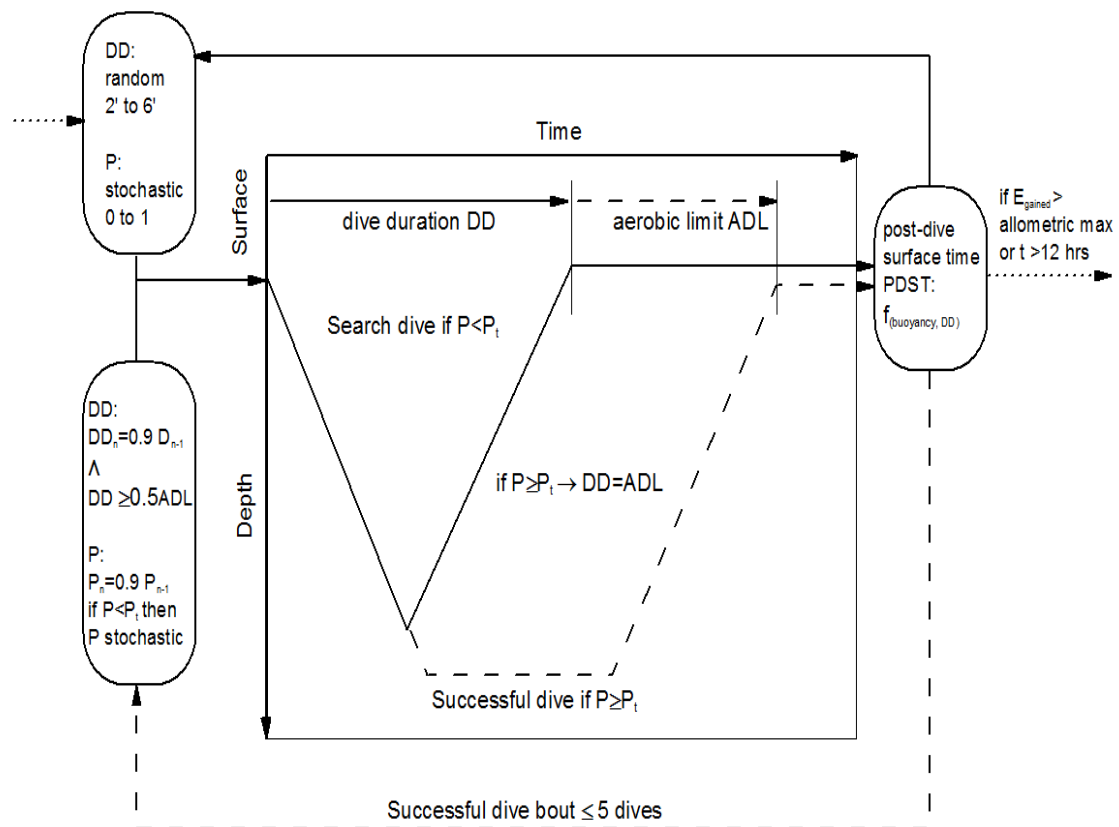 DD:
random
2' to 6'
P:
stochastic
0 to 1
Time
Surface
dive duration DD
aerobic limit ADL
Search dive if P<Pt
if P≥Pt → DD=ADL
Depth
Successful dive if P≥Pt
post-dive
surface time
PDST:
f(buoyancy, DD)
if Egained >
allometric max
or t >12 hrs
DD:
DDn=0.9 Dn-1
Λ
DD ≥0.5ADL
P:
Pn=0.9 Pn-1
if P<Pt then
P stochastic
Successful dive bout ≤ 5 dives